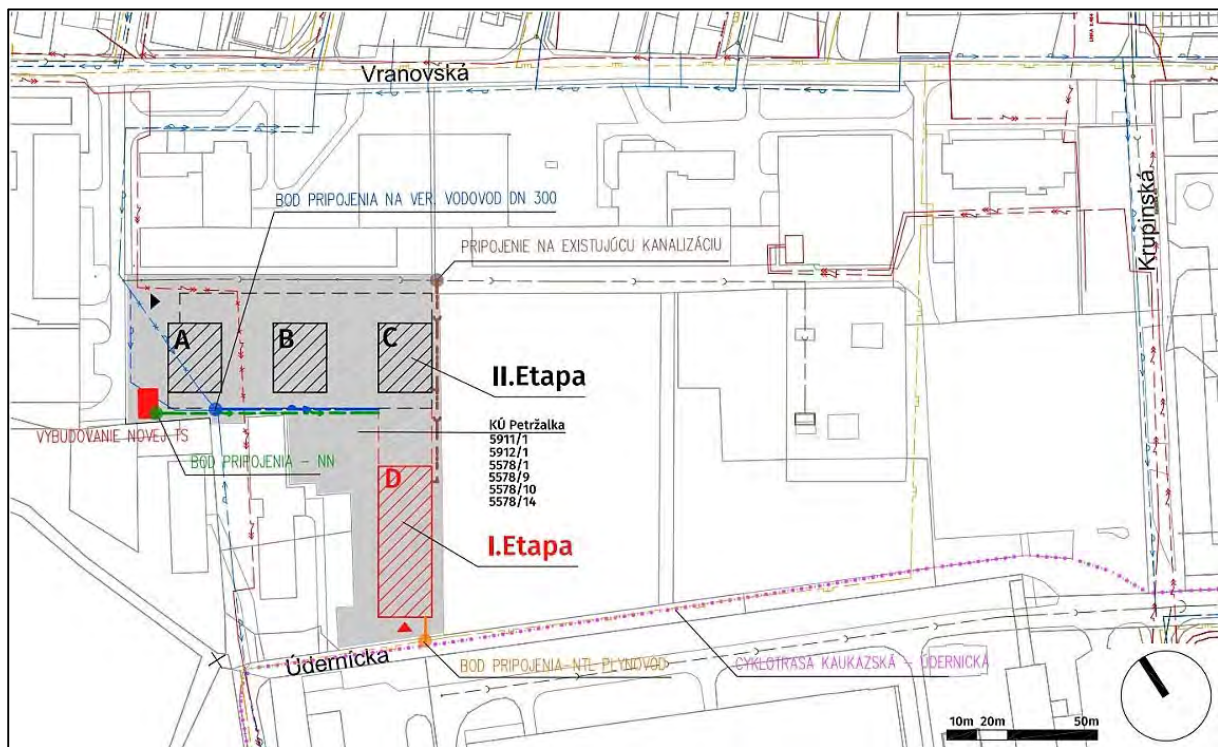 Vranovská
BOD PRIPOJENIA NA VER. VODOVOD DN 300
PRIPOJENIE NA EXISTUJÚCU KANALIZÁCIU
Krupinská
A
B
C
II.Etapa
KÚ Petržalka
5911/1
5912/1
5578/1
5578/9
5578/10
5578/14
VYBUDOVANIE NOVEJ TS
BOD PRIPOJENIA - NN
D
I.Etapa
Údernícka
BOD PRIPOJENIA-NTL PLYNOVOD
CYKLOTRASA KAUKAZSKÁ - ÚDERNICKÁ
10m 20m 50m